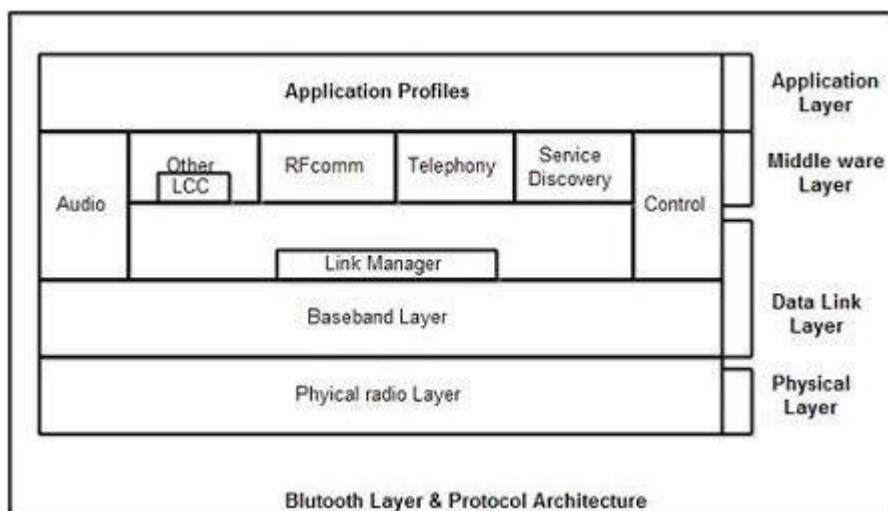 Application Profiles
Application
Layer
Other
LCC
RFcomm
Telephony
Service
Discovery
Middle ware
Layer
Audio
Control
Link Manager
Baseband Layer
Data Link
Layer
Phyical radio Layer
Physical
Layer
Blutooth Layer & Protocol Architecture